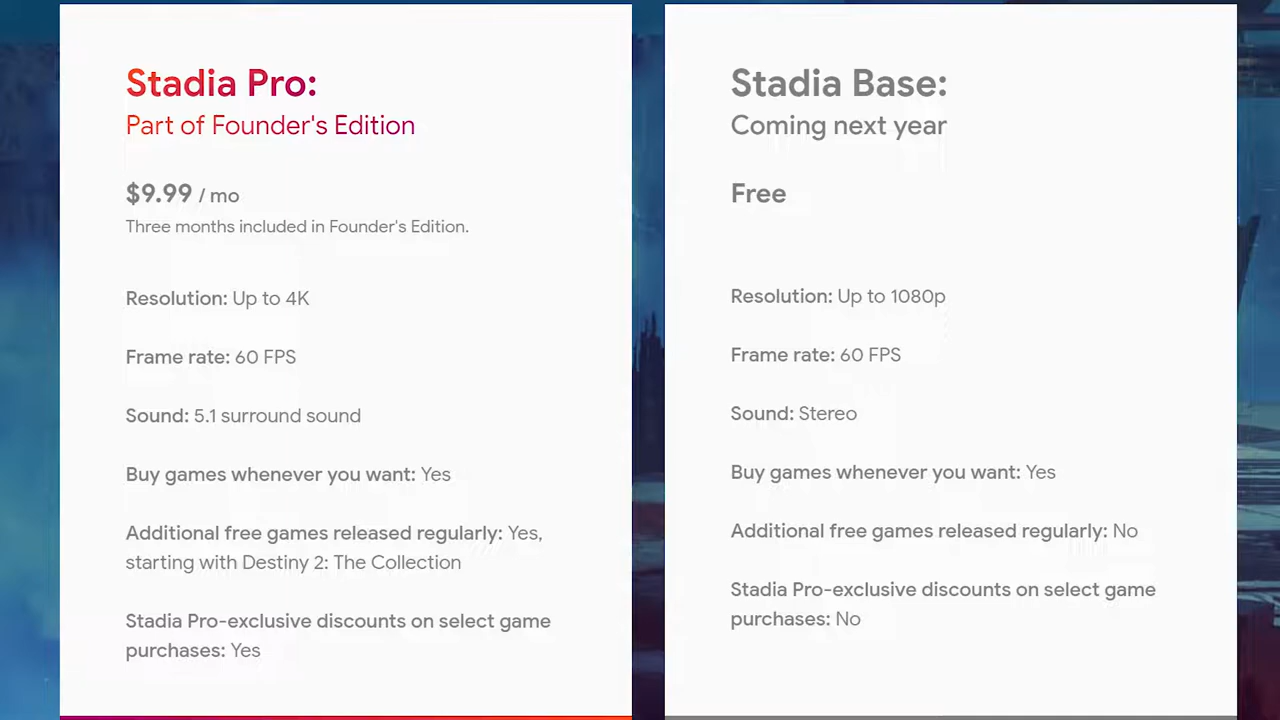 Stadia Pro:
Part of Founder's Edition
$9.99 / mo
Three months included in Founder's Edition.
Resolution: Up to 4K
Frame rate: 60 FPS
Sound: 5.1 surround sound
Buy games whenever you want: Yes
Additional free games released regularly: Yes,
starting with Destiny 2: The Collection
Stadia Pro-exclusive discounts on select game
purchases: Yes
Stadia Base:
Coming next year
Free
Resolution: Up to 1080p
Frame rate: 60 FPS
Sound: Stereo
Buy games whenever you want: Yes
Additional free games released regularly: No
Stadia Pro-exclusive discounts on select game
purchases: No